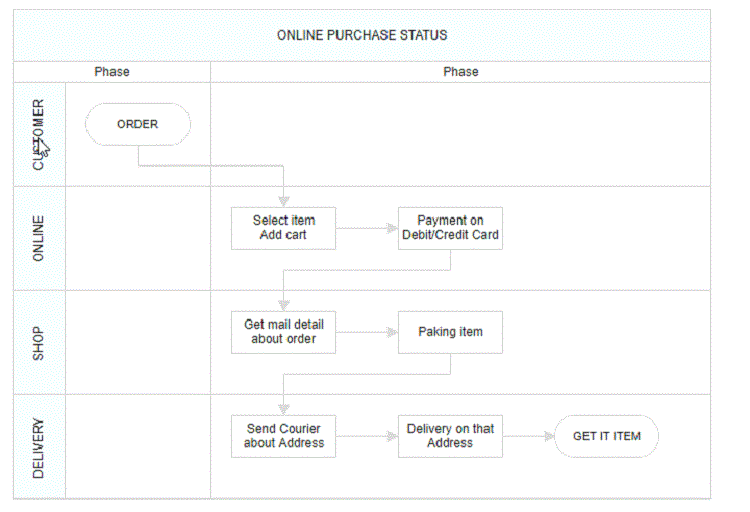 ONLINE PURCHASE STATUS
Phase
Phase
CUSTOMER
ORDER
ONLINE
Select item
Add cart
Payment on
Debit/Credit Card
SHOP
Get mail detail
about order
Paking item
DELIVERY
Send Courier
about Address
Delivery on that
Address
GET IT ITEM